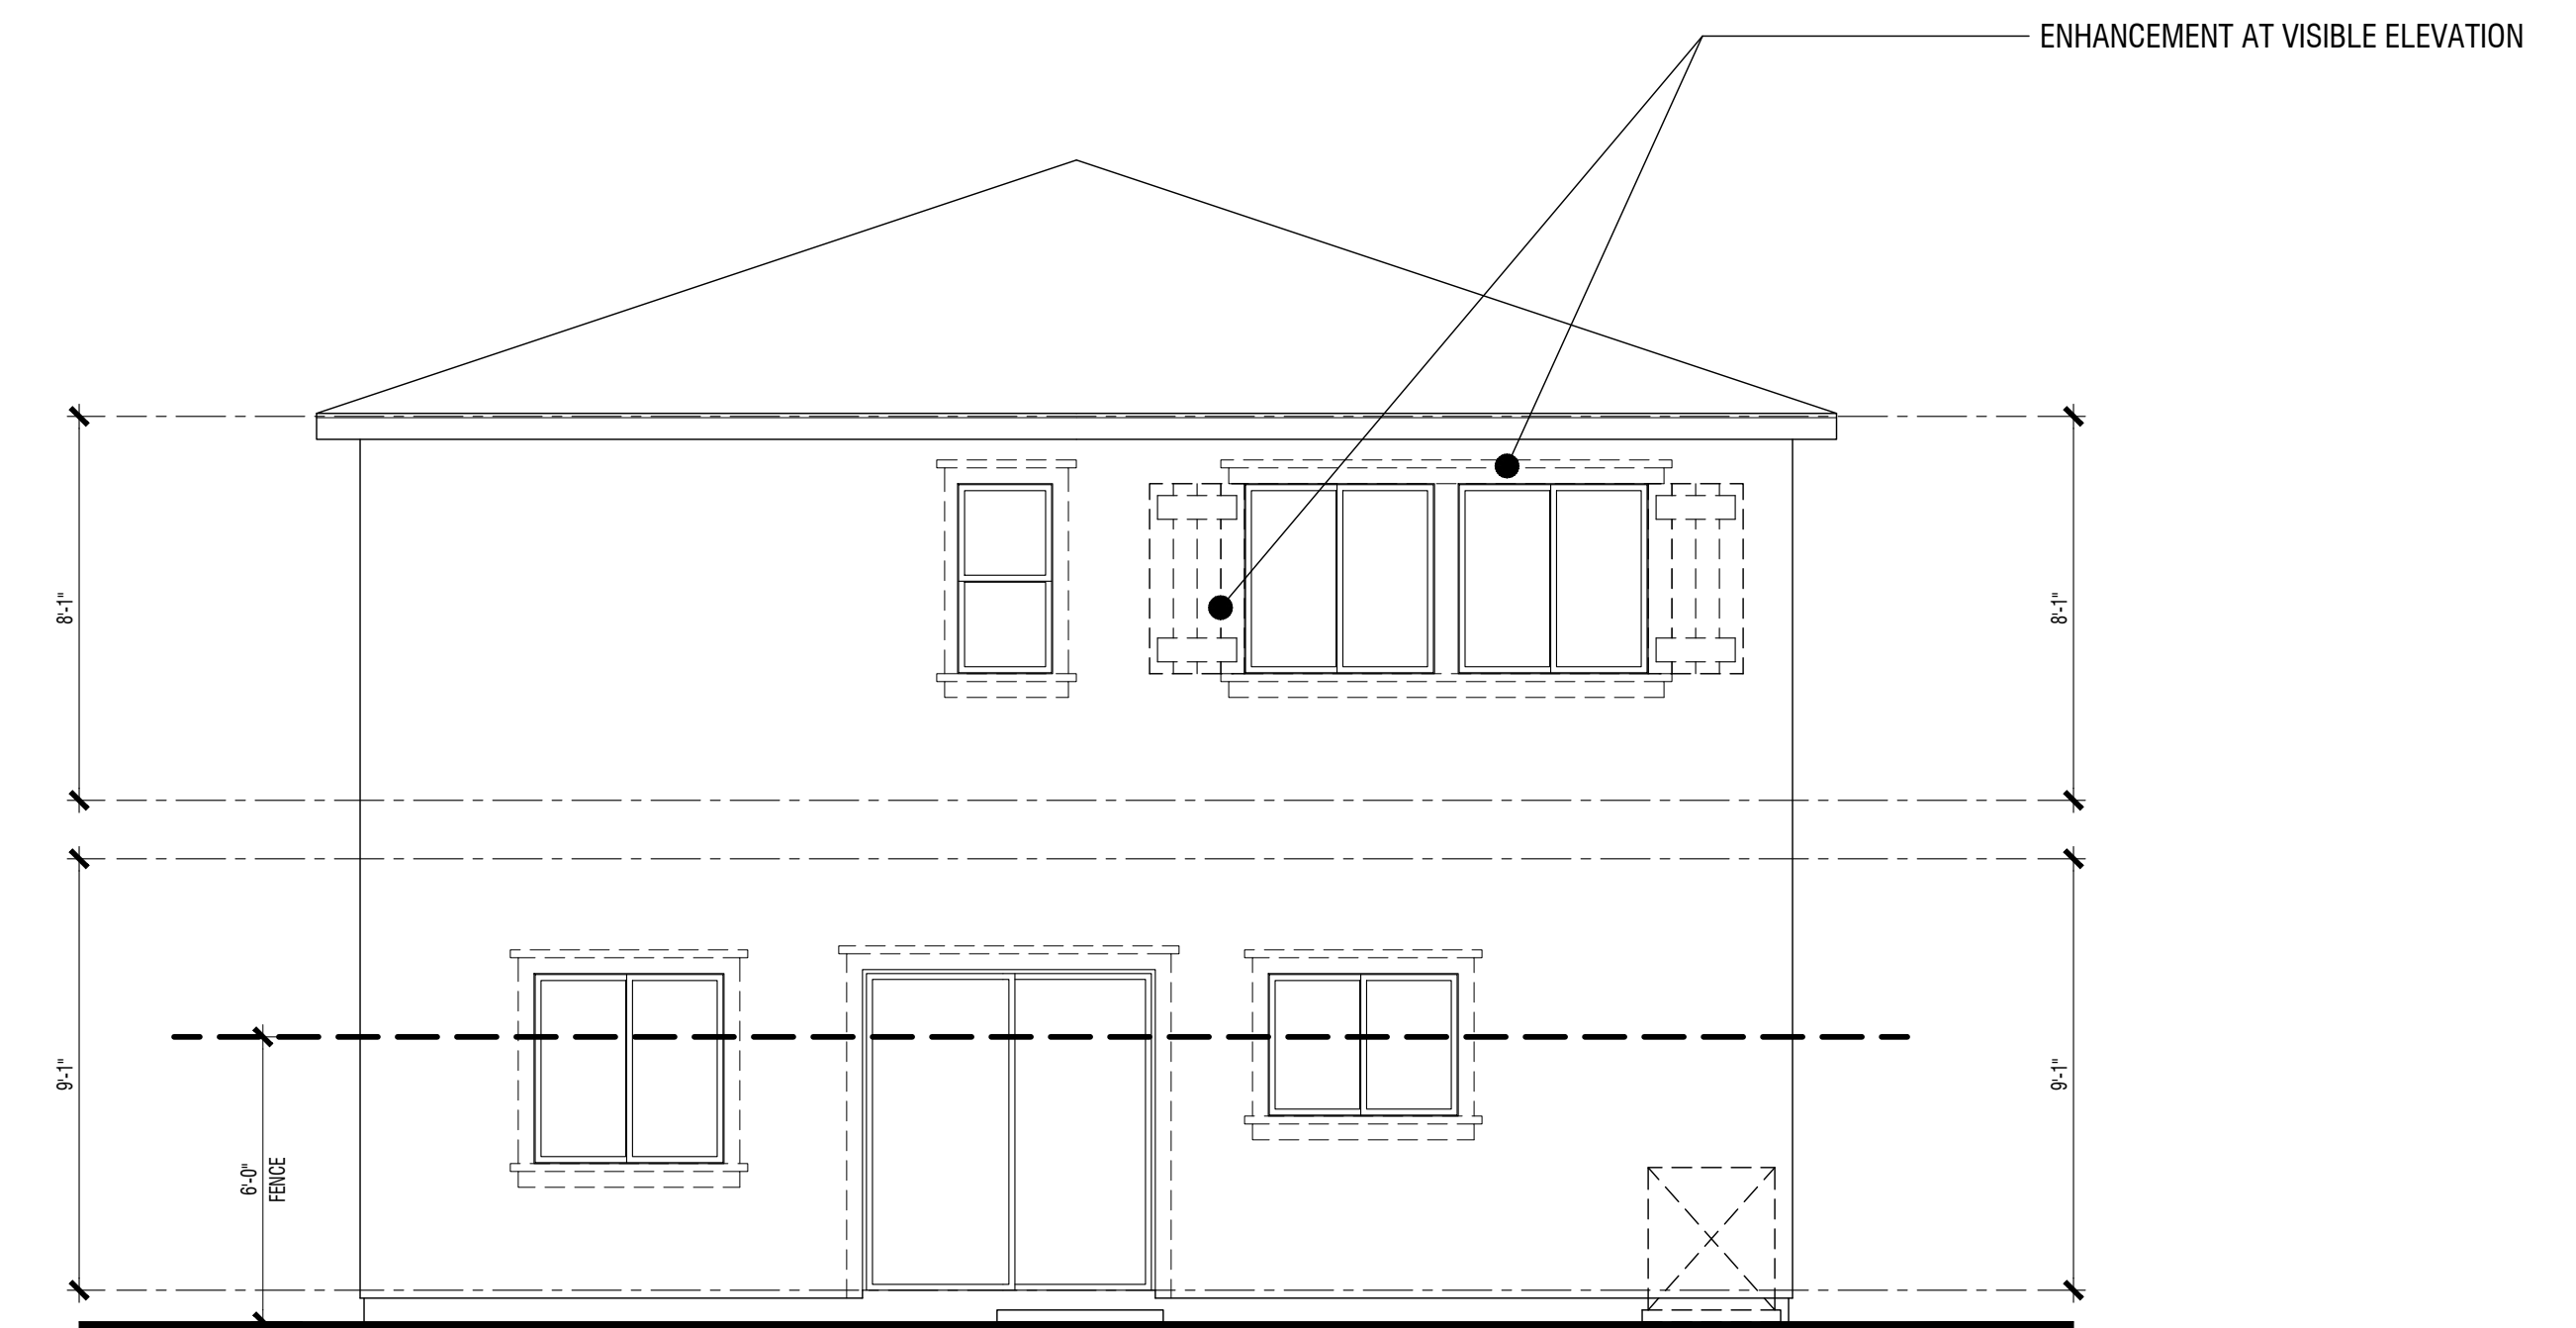 ENHANCEMENT AT VISIBLE ELEVATION
8'-1"
8'-1"
9'-1"
9'-1"
6'-0"
FENCE